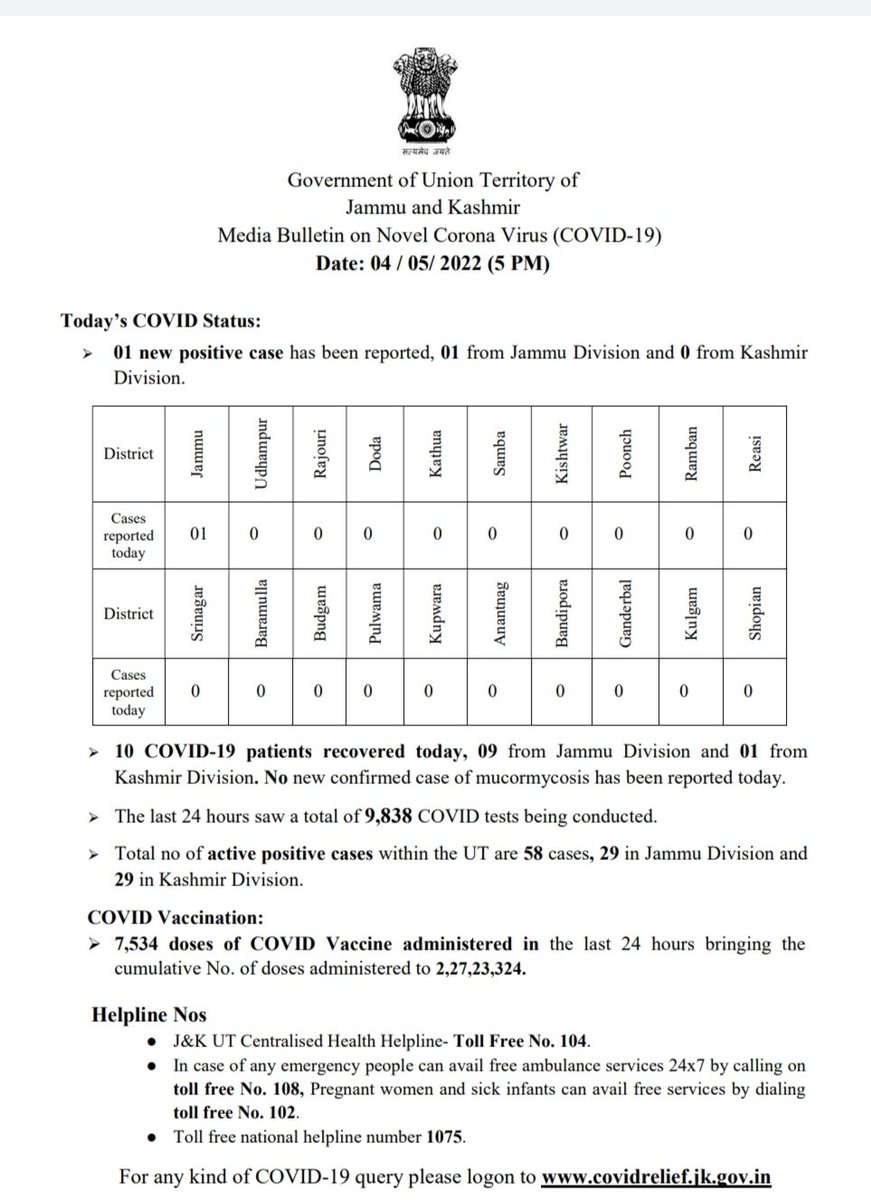 सत्यमेव जयते
Government of Union Territory of
Jammu and Kashmir
Media Bulletin on Novel Corona Virus (COVID-19)
Date: 04 / 05/ 2022 (5 PM)
Today’s COVID Status:
➢ 01 new positive case has been reported, 01 from Jammu Division and 0 from Kashmir
Division.
District Jammu Udhampur Rajouri Doda Kathua Samba Kishtwar Poonch Ramban Reasi
Cases
reported
today
01 0 0 0 0 0 0 0 0 0
District Srinagar Baramulla Budgam Pulwama Kupwara Anantnag Bandipora Ganderbal Kulgam Shopian
Cases
reported
today
0 0 0 0 0 0 0 0 0 0
➢ 10 COVID-19 patients recovered today, 09 from Jammu Division and 01 from
Kashmir Division. No new confirmed case of mucormycosis has been reported today.
➢ The last 24 hours saw a total of 9,838 COVID tests being conducted.
➢ Total no of active positive cases within the UT are 58 cases, 29 in Jammu Division and
29 in Kashmir Division.
COVID Vaccination:
➢ 7,534 doses of COVID Vaccine administered in the last 24 hours bringing the
cumulative No. of doses administered to 2,27,23,324.
Helpline Nos
● J&K UT Centralised Health Helpline- Toll Free No. 104.
● In case of any emergency people can avail free ambulance services 24x7 by calling on
toll free No. 108, Pregnant women and sick infants can avail free services by dialing
toll free No. 102.
● Toll free national helpline number 1075.
For any kind of COVID-19 query please logon to www.covidrelief.jk.gov.in